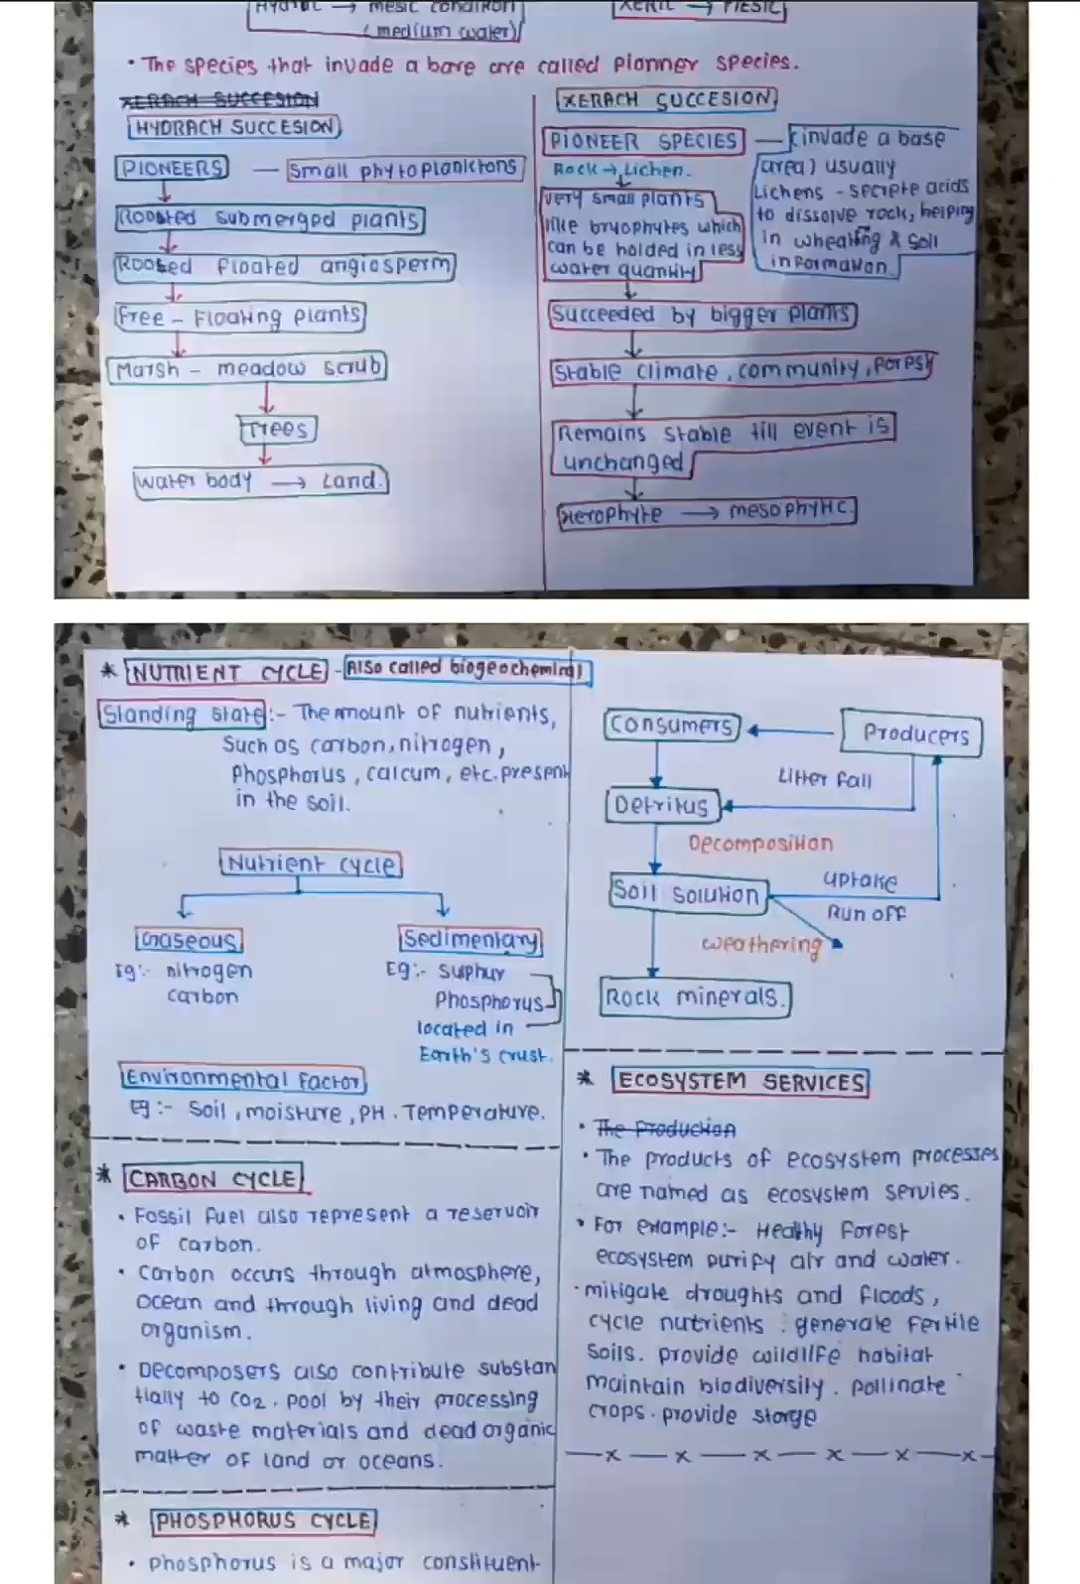 HYDRIC → mesic condition
(medium water)
XERIC → MESIC
• The species that invade a bare are called pionner species.
XERACH SUCCESION
HYDRACH SUCCESION
PIONEERS — Small phytoplanktons
Rooted submerged plants
Rooted floated angiosperm
Free - Floating plants
Marsh - meadow scrub
Trees
Water body → Land.
XERACH SUCCESION
PIONEER SPECIES — (invade a base
(area) usually
Lichens - secrete acids
to dissolve rock, helping
in wheating & soil
information.
Rock → Lichen.
very small plants
like bryophytes which
can be holded in less
water quantity
Succeeded by bigger plants
Stable climate, community, forest
Remains stable till event is
unchanged
Xerophyte → mesophytic.
* NUTRIENT CYCLE - Also called biogeochemical
Standing state :- The amount of nutrients,
Such as carbon, nitrogen,
Phosphorus, calcum, etc. present
in the soil.
Nutrient cycle
Gaseous
Eg:- nitrogen
carbon
Sedimentary
Eg:- suphur
Phosphorus
located in
Earth's crust.
Environmental Factor
Eg:- Soil, moisture, PH. Temperature.
* CARBON CYCLE
• Fossil fuel also represent a reservoir
of carbon.
• Carbon occurs through atmosphere,
ocean and through living and dead
organism.
• Decomposers also contribute substan
tially to CO2. pool by their processing
of waste materials and dead organic
matter of land or oceans.
* PHOSPHORUS CYCLE
• phosphorus is a major constituent
Consumers
Producers
Litter fall
Detritus
Decomposition
Soil solution
uptake
Run off
weathering
Rock minerals.
* ECOSYSTEM SERVICES
• The production
• The products of ecosystem processes
are named as ecosystem servies.
• For example:- Healthy forest
ecosystem purify air and water.
• mitigate droughts and floods,
cycle nutrients. generate fertile
soils. provide wildlife habitat
maintain biodiversity. pollinate
crops. provide storge
—x—x—x—x—x—x—